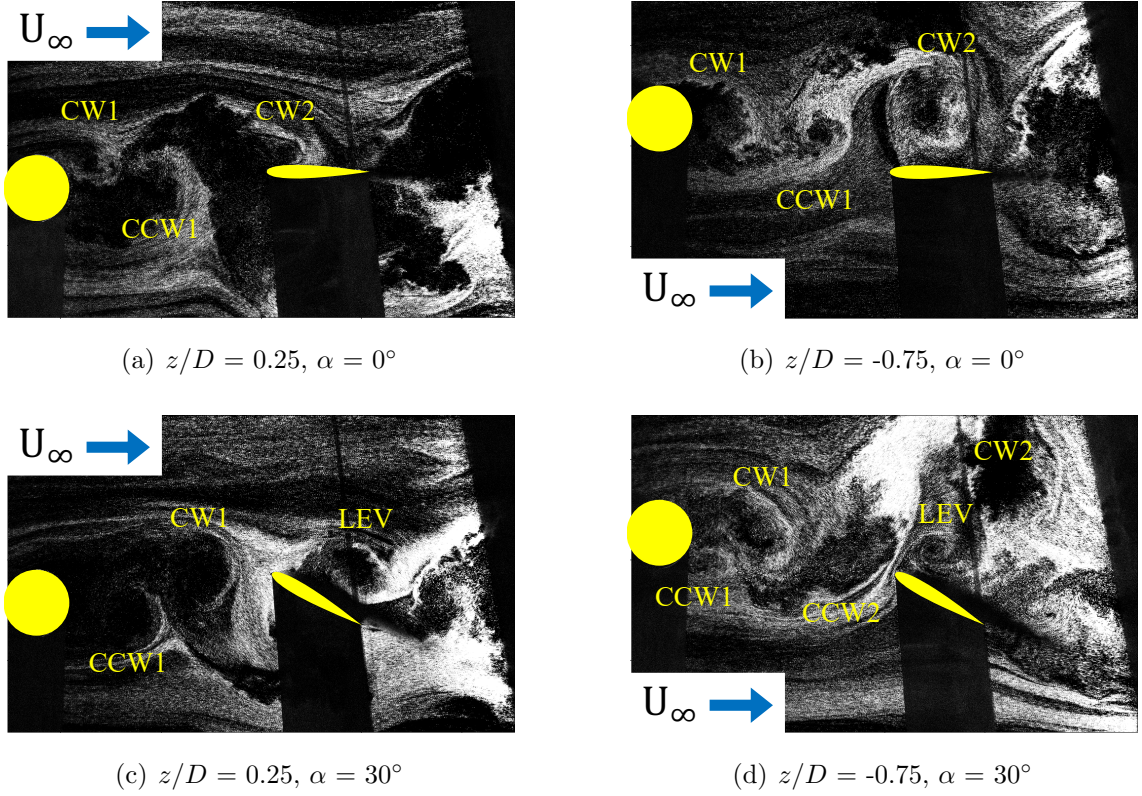 U∞
CW1
CW2
CCW1
CW1
CW2
CCW1
U∞
(a) z/D = 0.25, α = 0°
(b) z/D = -0.75, α = 0°
U∞
CW1
LEV
CCW1
CW1
CW2
LEV
CCW1
CCW2
U∞
(c) z/D = 0.25, α = 30°
(d) z/D = -0.75, α = 30°